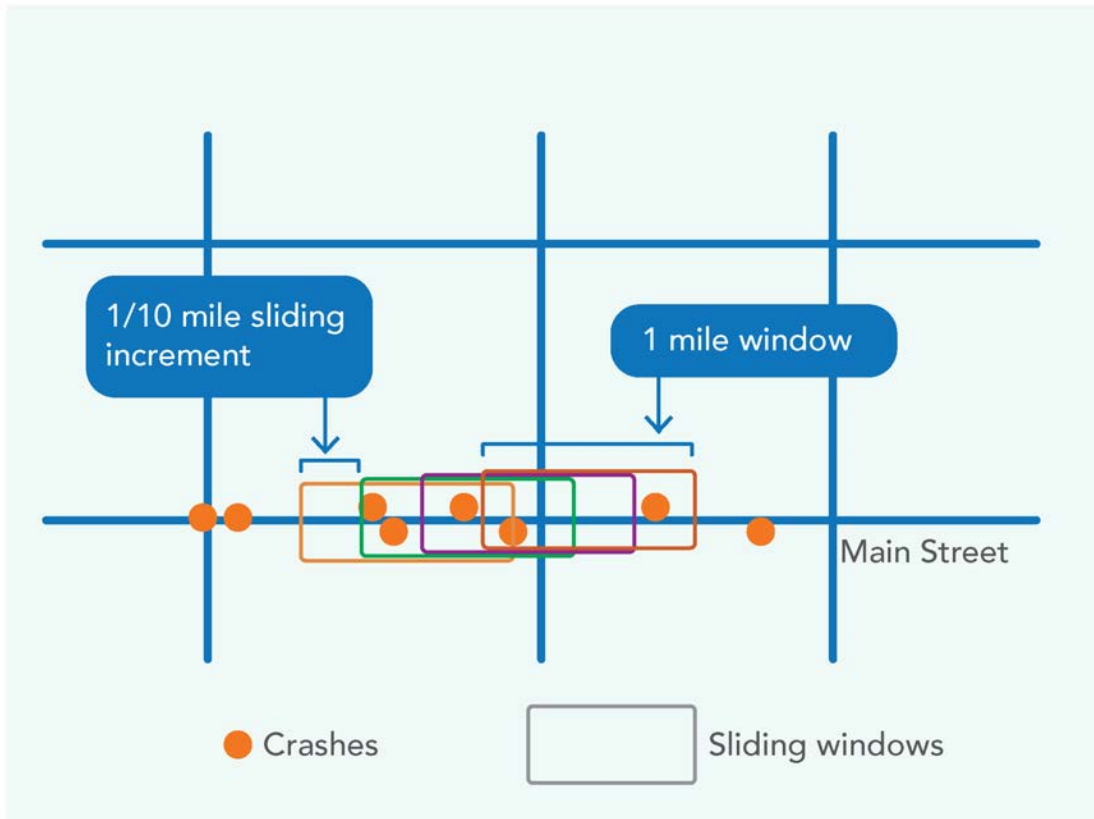 1/10 mile sliding
increment
1 mile window
Main Street
Crashes
Sliding windows